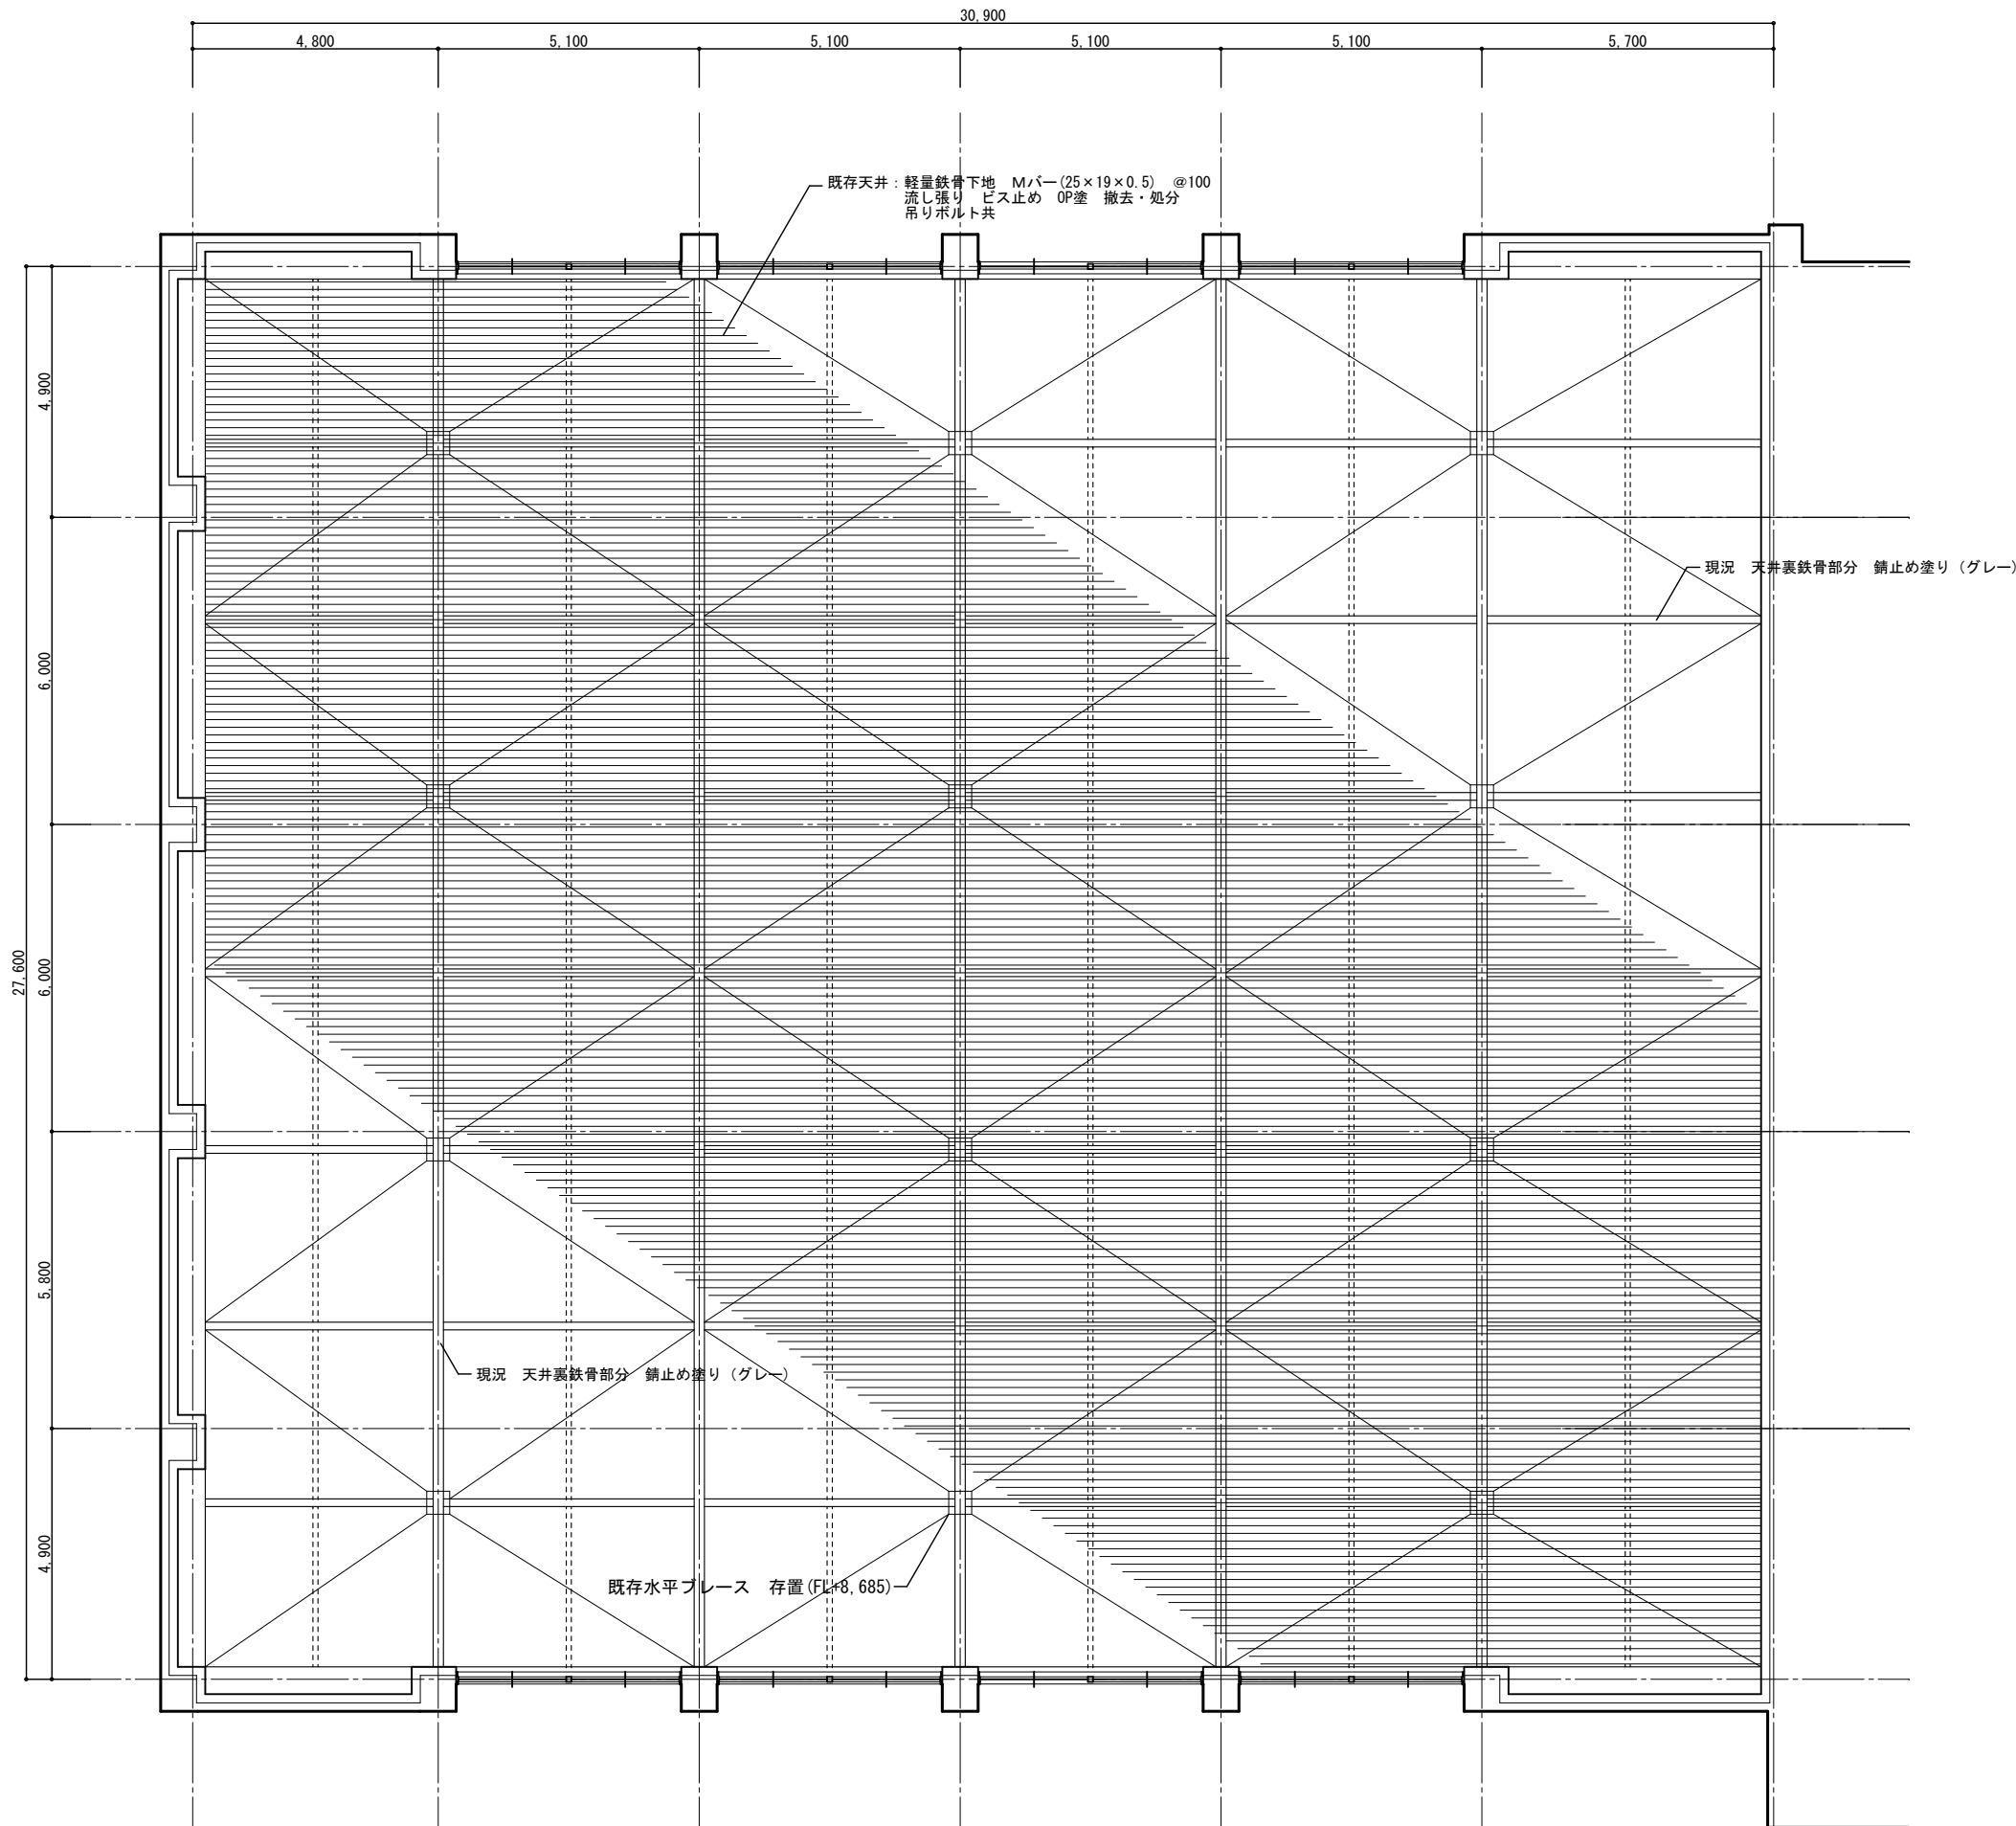 30,900
4,800
5,100
5,100
5,100
5,100
5,700
既存天井：軽量鉄骨下地　Mバー(25×19×0.5)　@100
流し張り　ビス止め　OP塗　撤去・処分
吊りボルト共
4,900
現況　天井裏鉄骨部分　錆止め塗り（グレー）
6,000
27,600
6,000
5,800
現況　天井裏鉄骨部分　錆止め塗り（グレー）
4,900
既存水平ブレース　存置(FL+8,685)